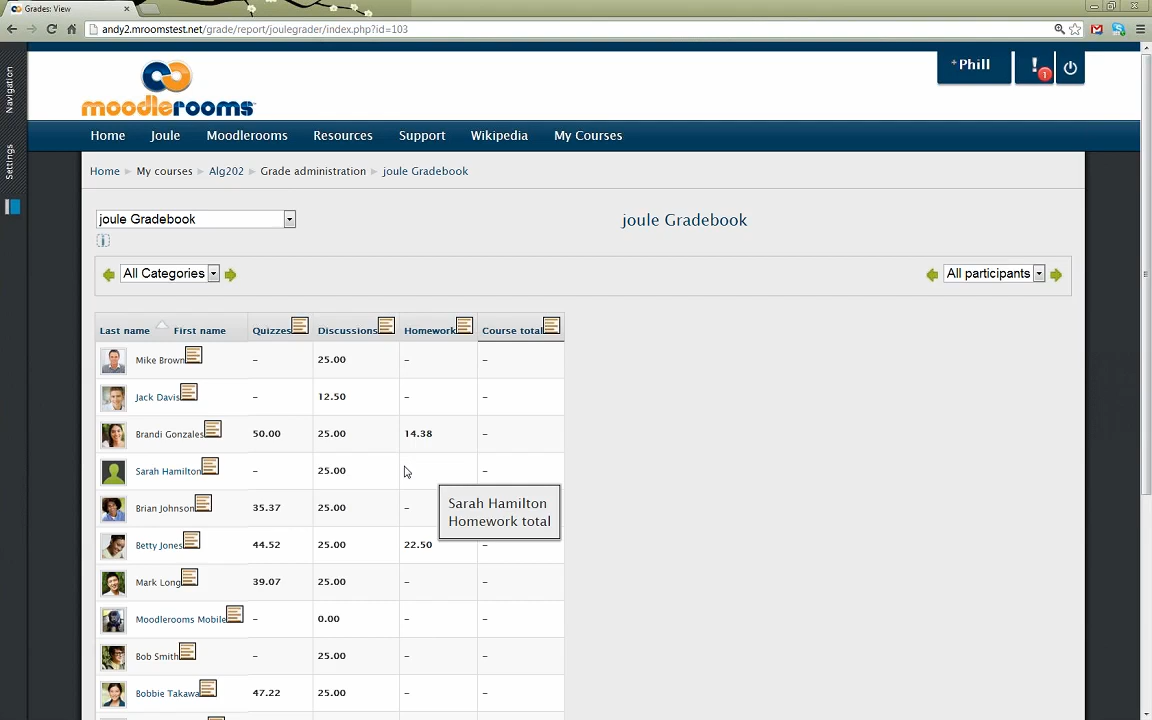 Grades: View
andy2.mroomstest.net/grade/report/joulegrader/index.php?id=103
Navigation
Settings
moodlerooms
Phill
! 1
Home Joule Moodlerooms Resources Support Wikipedia My Courses
Home My courses Alg202 Grade administration joule Gradebook
joule Gradebook
joule Gradebook
All Categories
All participants
Last name First name Quizzes Discussions Homework Course total
Mike Brown – 25.00 – –
Jack Davis – 12.50 – –
Brandi Gonzales 50.00 25.00 14.38 –
Sarah Hamilton – 25.00 –
Sarah Hamilton
Homework total
Brian Johnson 35.37 25.00 –
Betty Jones 44.52 25.00 22.50 –
Mark Long 39.07 25.00 – –
Moodlerooms Mobile – 0.00 – –
Bob Smith – 25.00 – –
Bobbie Takawa 47.22 25.00 – –